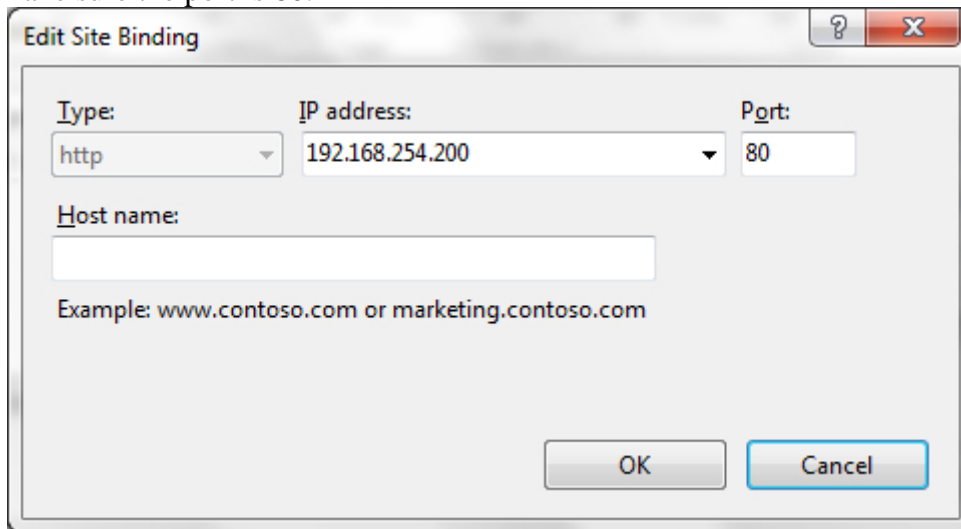 Edit Site Binding
Type: IP address: Port:
http 192.168.254.200 80
Host name:
Example: www.contoso.com or marketing.contoso.com
OK Cancel